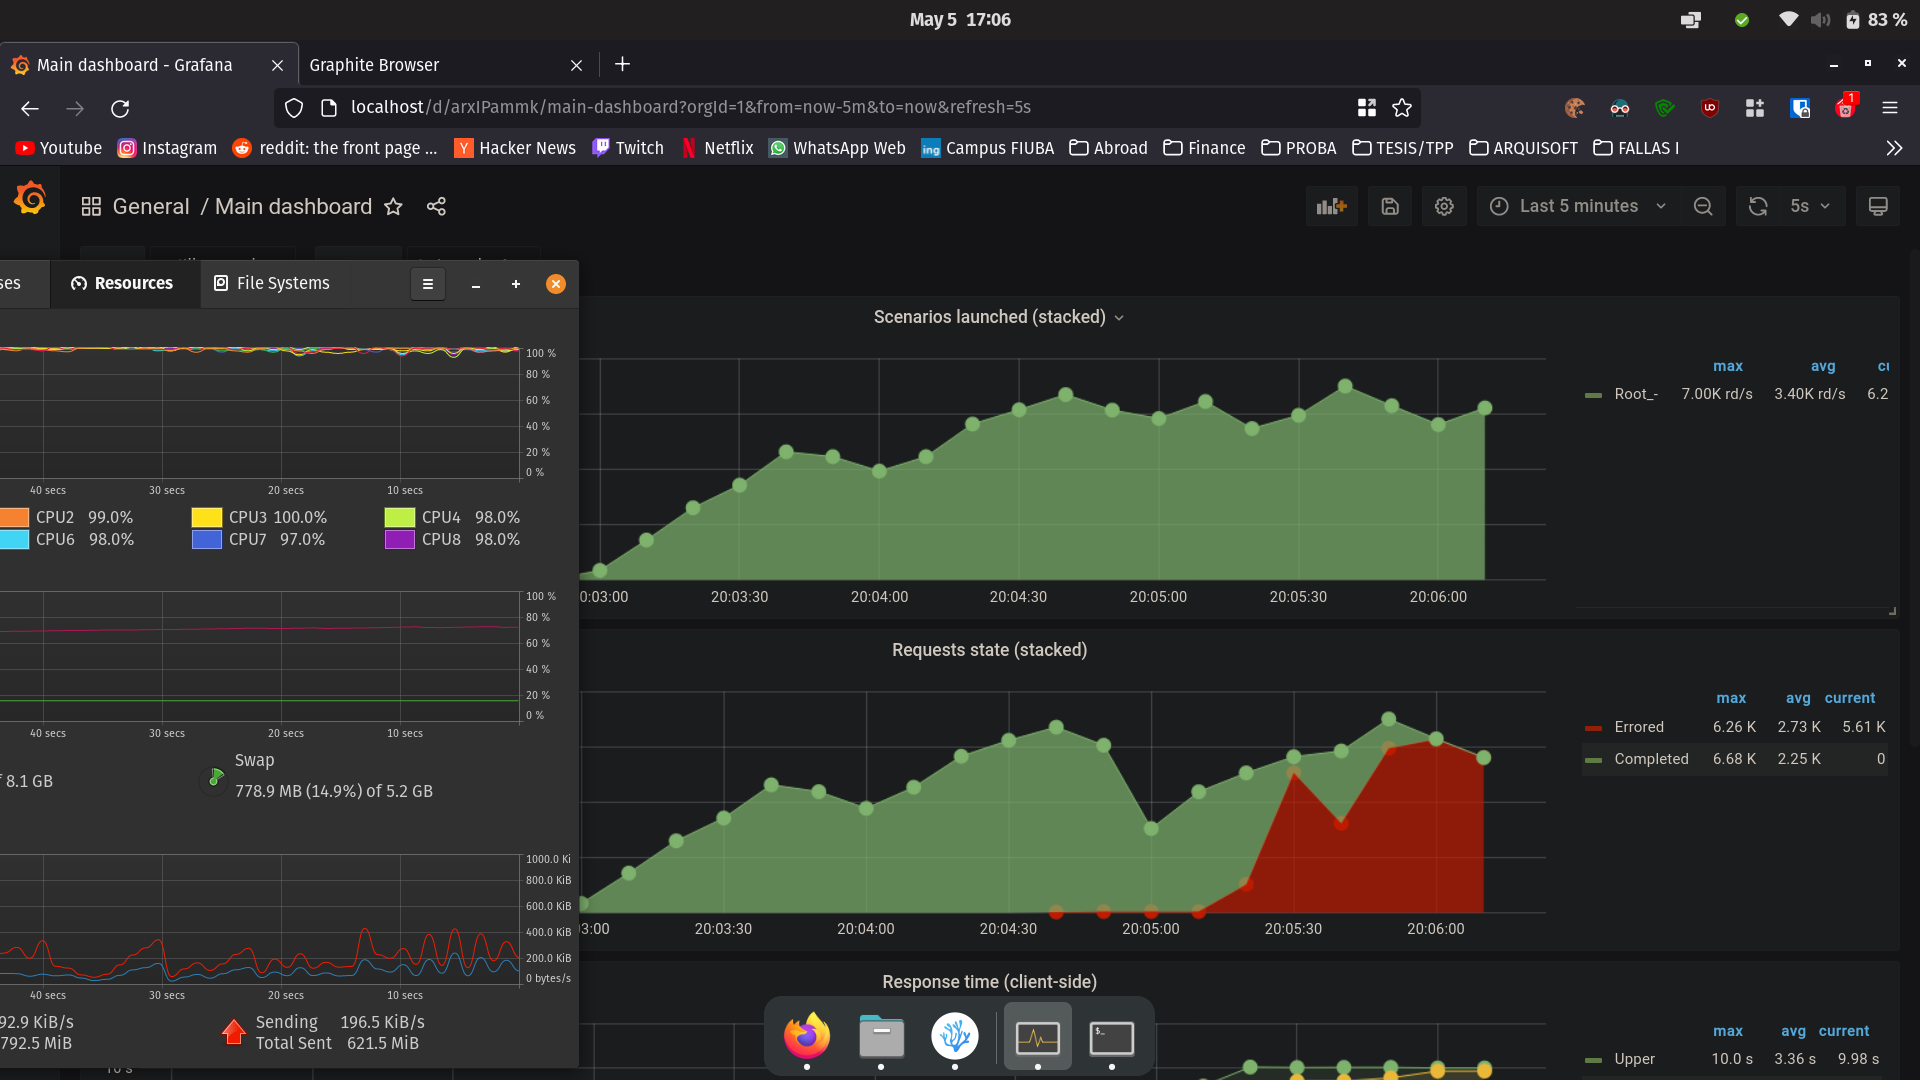 May 5 17:06
83 %
Main dashboard - Grafana
Graphite Browser
localhost/d/arxIPammk/main-dashboard?orgId=1&from=now-5m&to=now&refresh=5s
1
Youtube
Instagram
reddit: the front page ...
Hacker News
Twitch
Netflix
WhatsApp Web
Campus FIUBA
Abroad
Finance
PROBA
TESIS/TPP
ARQUISOFT
FALLAS I
General / Main dashboard
Last 5 minutes
5s
ses
Resources
File Systems
100 %
80 %
60 %
40 %
20 %
0 %
40 secs
30 secs
20 secs
10 secs
CPU2 99.0%
CPU3 100.0%
CPU4 98.0%
CPU6 98.0%
CPU7 97.0%
CPU8 98.0%
100 %
80 %
60 %
40 %
20 %
0 %
40 secs
30 secs
20 secs
10 secs
8.1 GB
Swap
778.9 MB (14.9%) of 5.2 GB
1000.0 Ki
800.0 KiB
600.0 KiB
400.0 KiB
200.0 KiB
0 bytes/s
40 secs
30 secs
20 secs
10 secs
92.9 KiB/s
792.5 MiB
Sending 196.5 KiB/s
Total Sent 621.5 MiB
Scenarios launched (stacked)
0:03:00
20:03:30
20:04:00
20:04:30
20:05:00
20:05:30
20:06:00
max avg cu
Root_- 7.00K rd/s 3.40K rd/s 6.2
Requests state (stacked)
03:00
20:03:30
20:04:00
20:04:30
20:05:00
20:05:30
20:06:00
max avg current
Errored 6.26 K 2.73 K 5.61 K
Completed 6.68 K 2.25 K 0
Response time (client-side)
max avg current
Upper 10.0 s 3.36 s 9.98 s